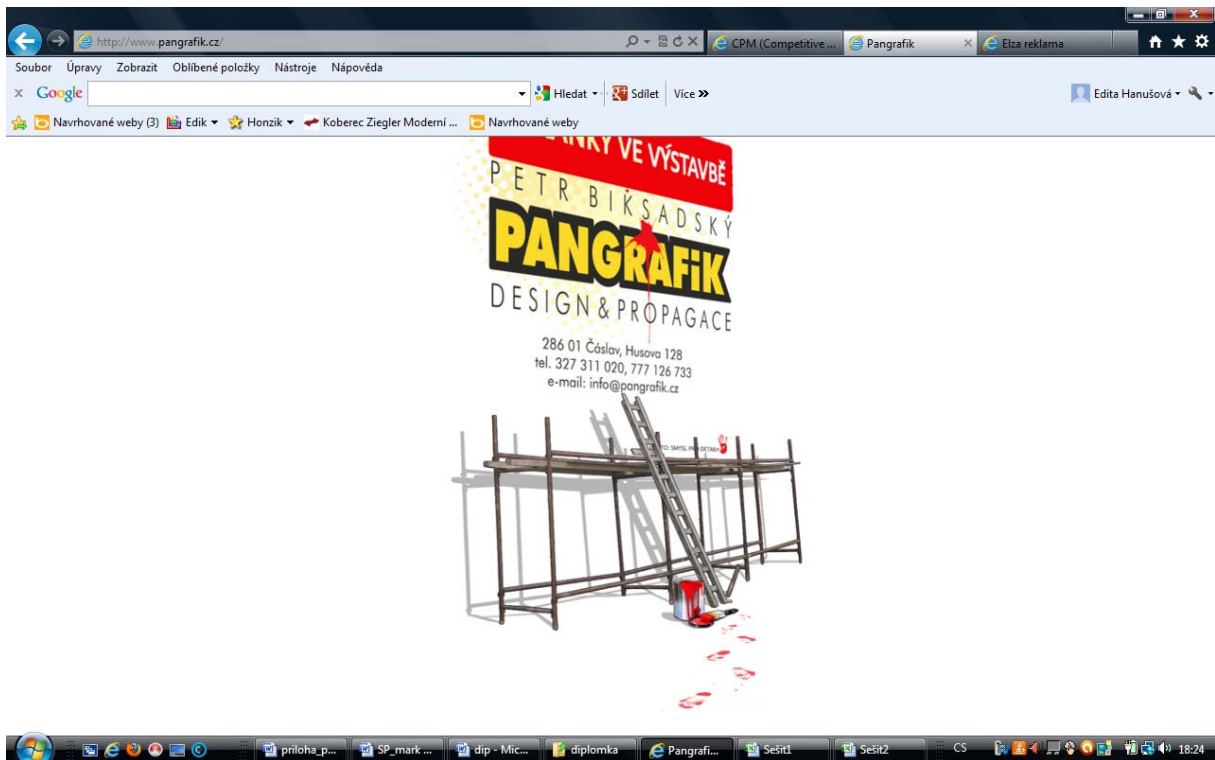 http://www.pangrafik.cz/
CPM (Competitive ...
Pangrafik
Elza reklama
Soubor Úpravy Zobrazit Oblíbené položky Nástroje Nápověda
x Google Hledat Sdílet Více »
Edita Hanušová
Navrhované weby (3) Edik Honzik Koberec Ziegler Moderní ... Navrhované weby
VE VÝSTAVBĚ
PETR BIKSADSKÝ
PANGRAFiK
DESIGN & PROPAGACE
286 01 Čáslav, Husova 128
tel. 327 311 020, 777 126 733
e-mail: info@pangrafik.cz
SMYSL PRO DETAIL
priloha_p... SP_mark ... dip - Mic... diplomka Pangrafi... Sešit1 Sešit2 CS 18:24